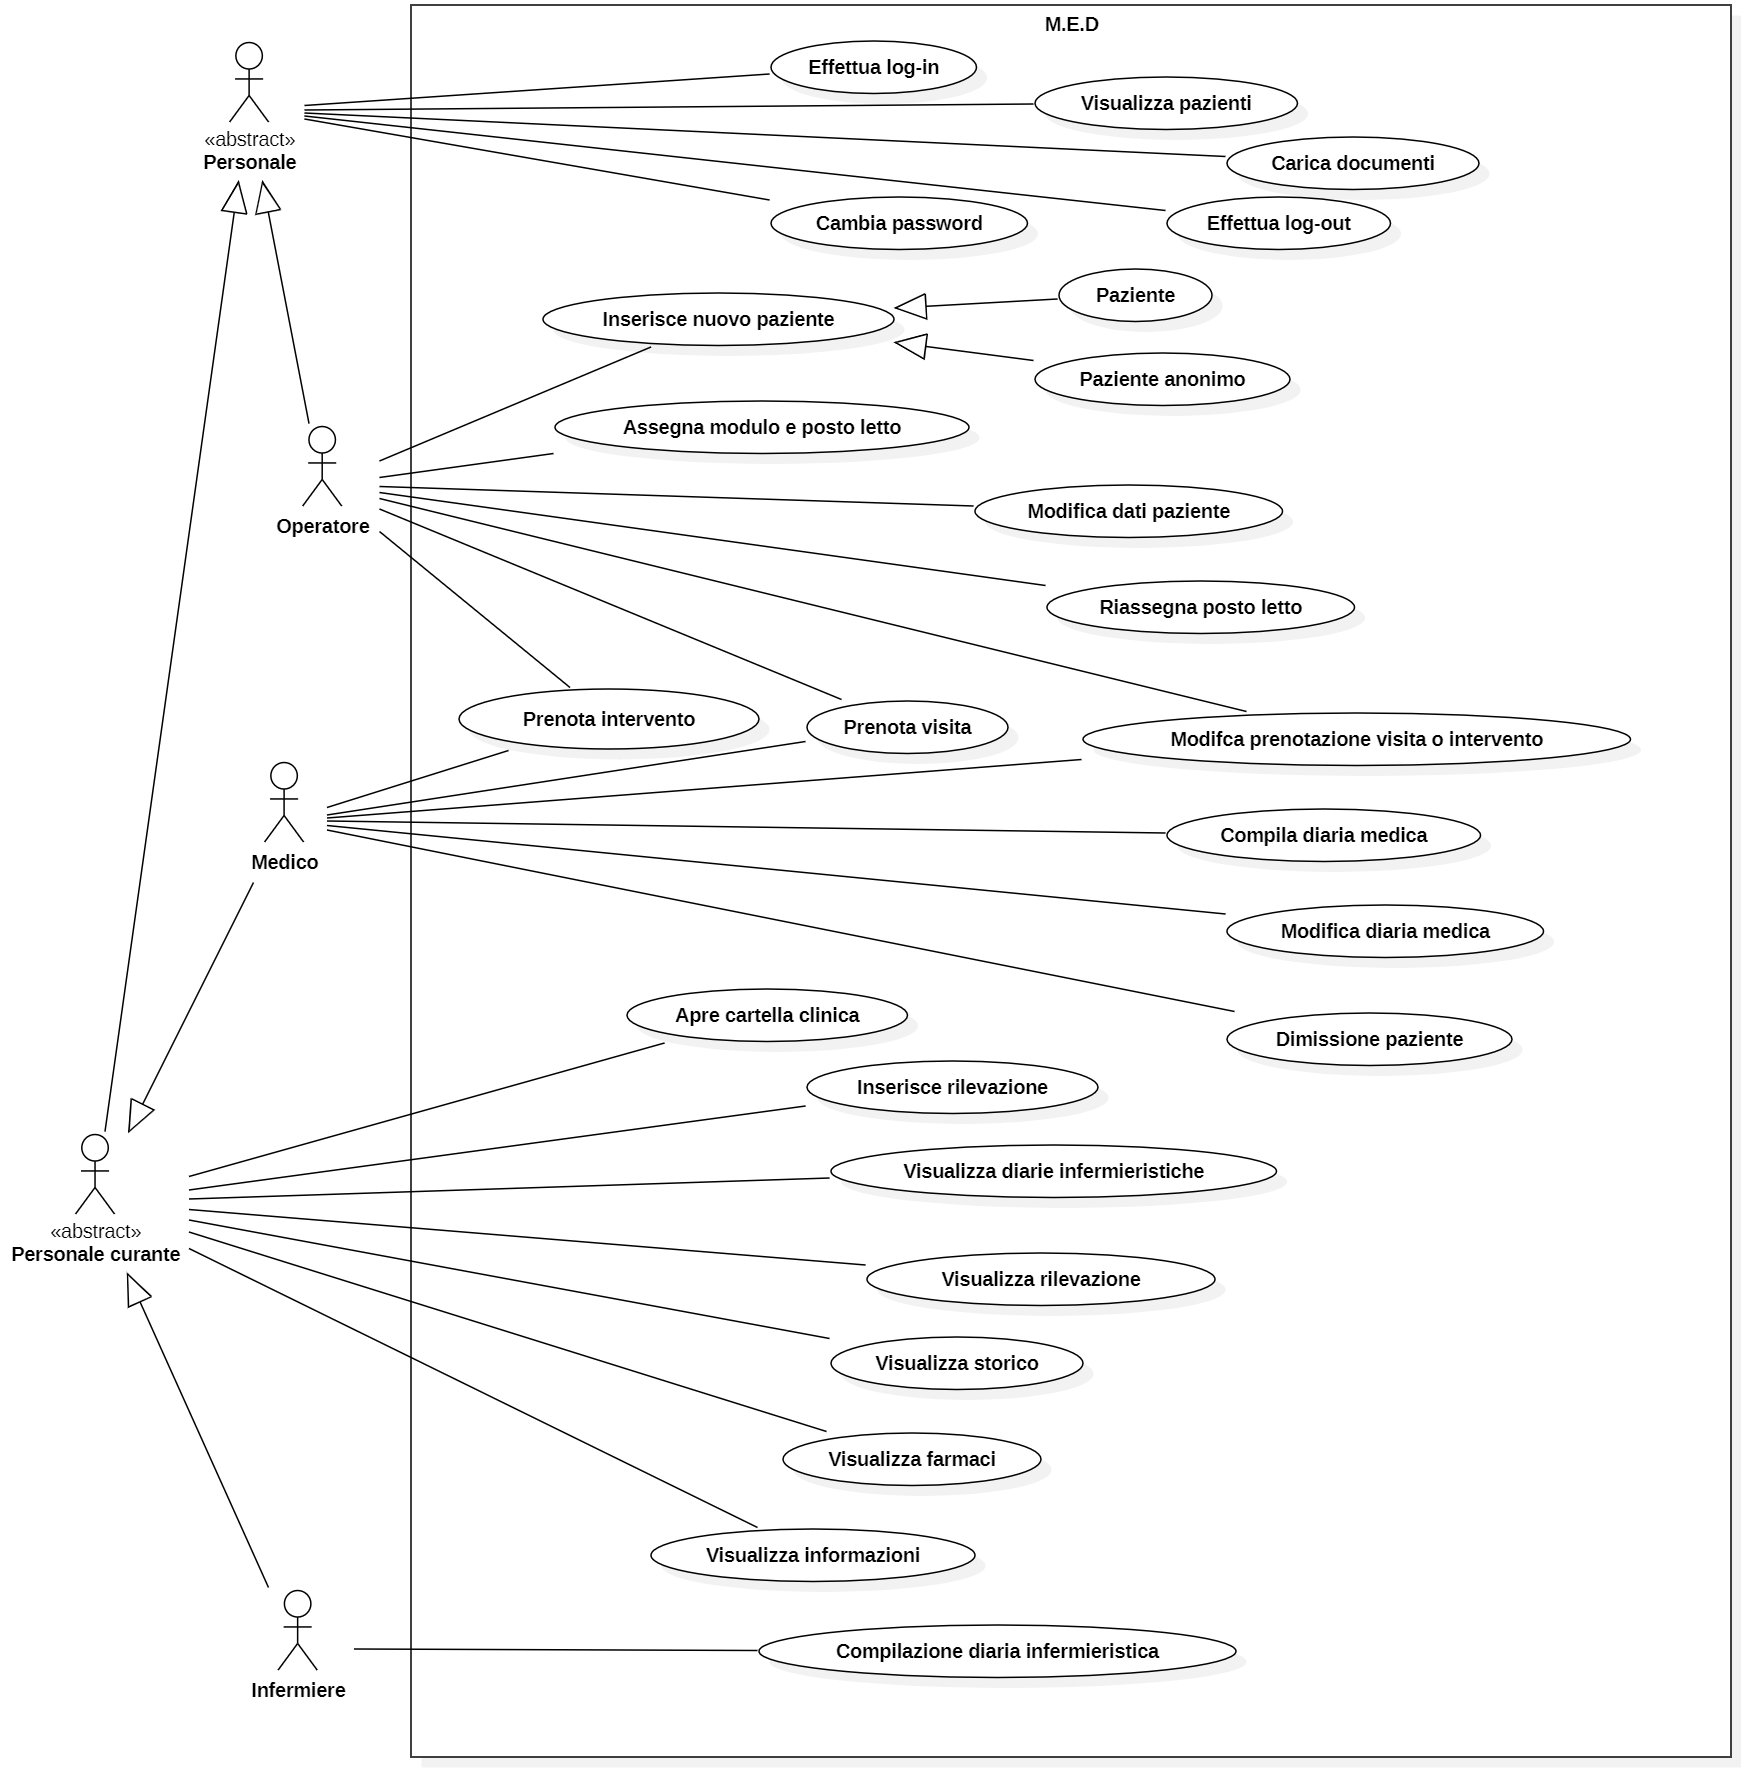 M.E.D
Effettua log-in
Visualizza pazienti
«abstract»
Personale
Carica documenti
Cambia password
Effettua log-out
Paziente
Inserisce nuovo paziente
Paziente anonimo
Assegna modulo e posto letto
Modifica dati paziente
Operatore
Riassegna posto letto
Prenota intervento
Prenota visita
Modifca prenotazione visita o intervento
Compila diaria medica
Medico
Modifica diaria medica
Apre cartella clinica
Dimissione paziente
Inserisce rilevazione
Visualizza diarie infermieristiche
«abstract»
Personale curante
Visualizza rilevazione
Visualizza storico
Visualizza farmaci
Visualizza informazioni
Compilazione diaria infermieristica
Infermiere